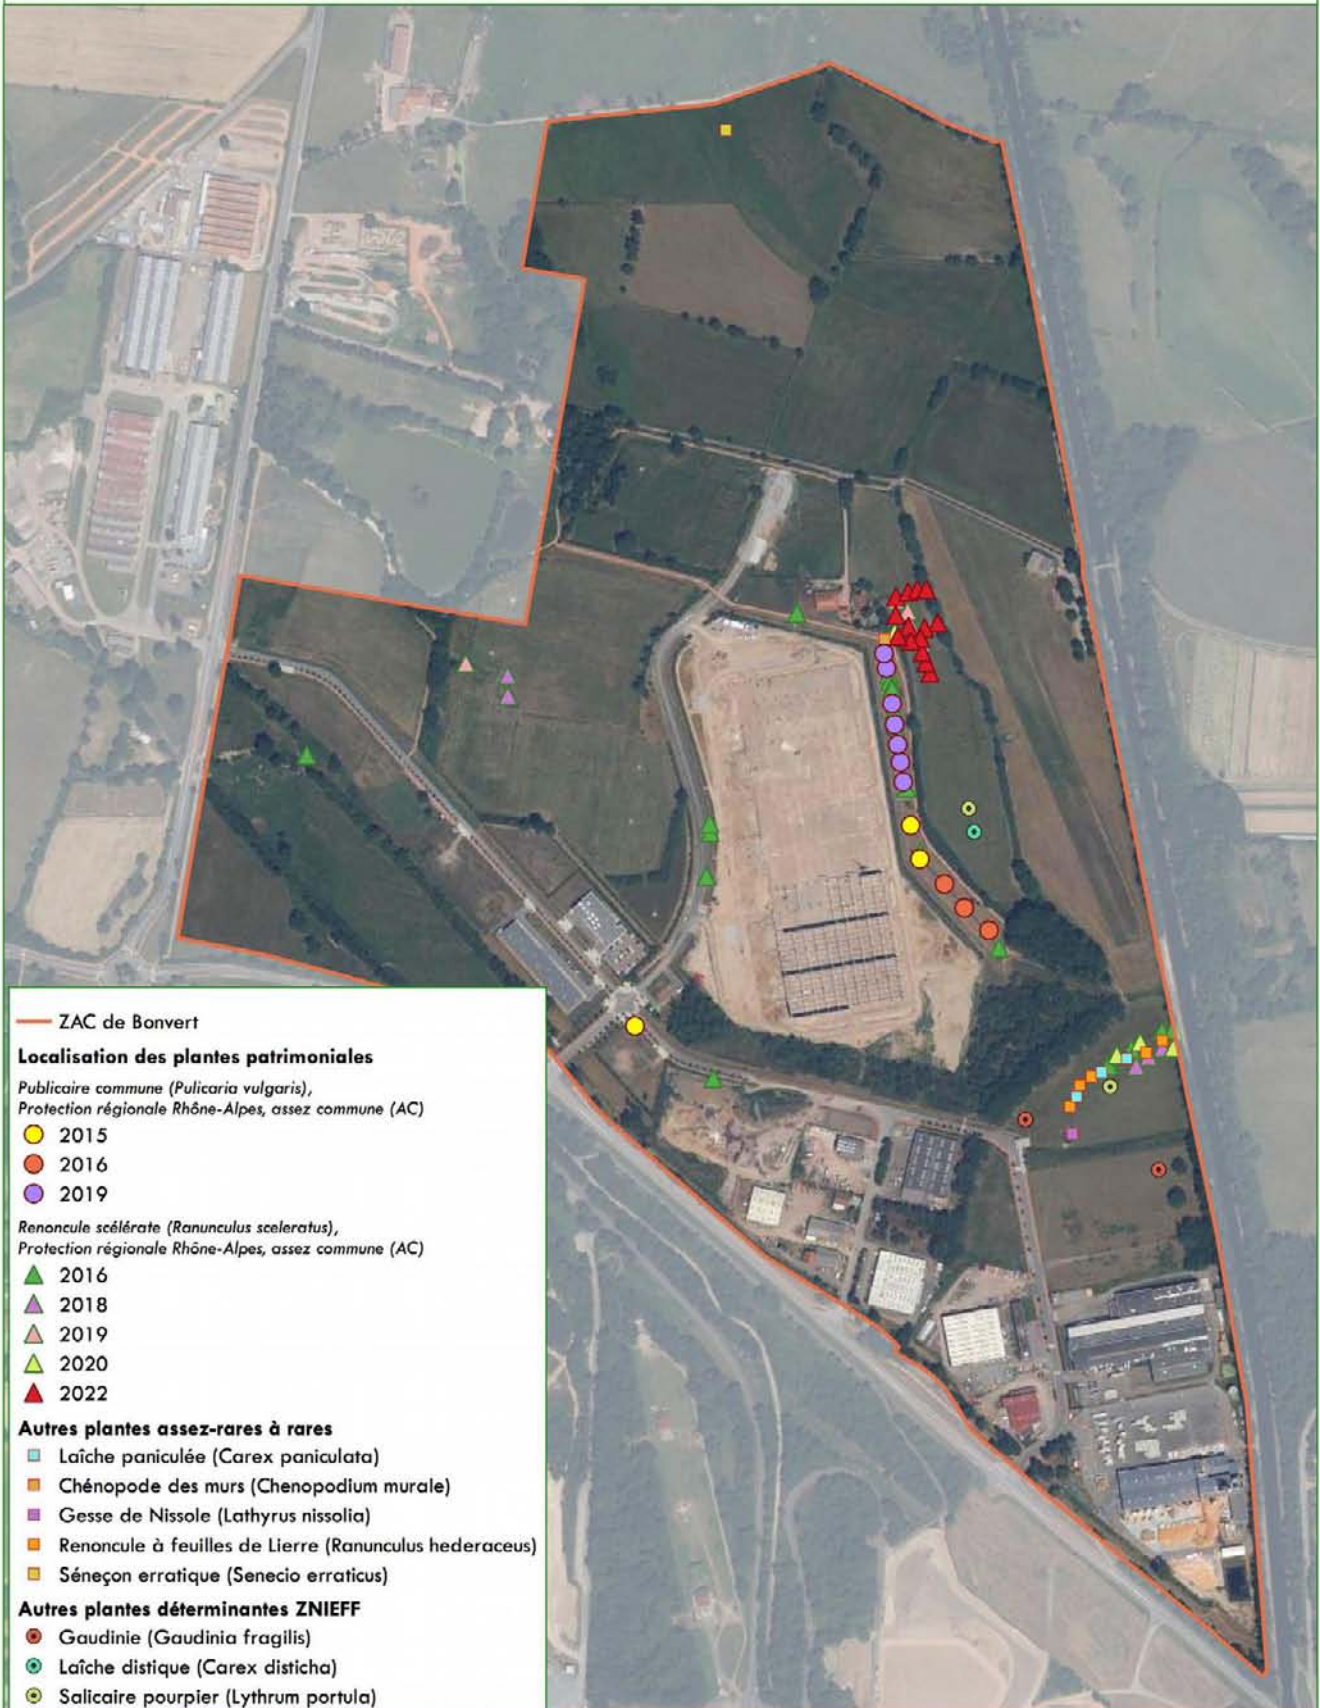 ZAC de Bonvert
Localisation des plantes patrimoniales
Publicaire commune (Pulicaria vulgaris),
Protection régionale Rhône-Alpes, assez commune (AC)
2015
2016
2019
Renoncule scélérate (Ranunculus sceleratus),
Protection régionale Rhône-Alpes, assez commune (AC)
2016
2018
2019
2020
2022
Autres plantes assez-rares à rares
Laîche paniculée (Carex paniculata)
Chénopode des murs (Chenopodium murale)
Gesse de Nissole (Lathyrus nissolia)
Renoncule à feuilles de Lierre (Ranunculus hederaceus)
Séneçon erratique (Senecio erraticus)
Autres plantes déterminantes ZNIEFF
Gaudinie (Gaudinia fragilis)
Laîche distique (Carex disticha)
Salicaire pourpier (Lythrum portula)